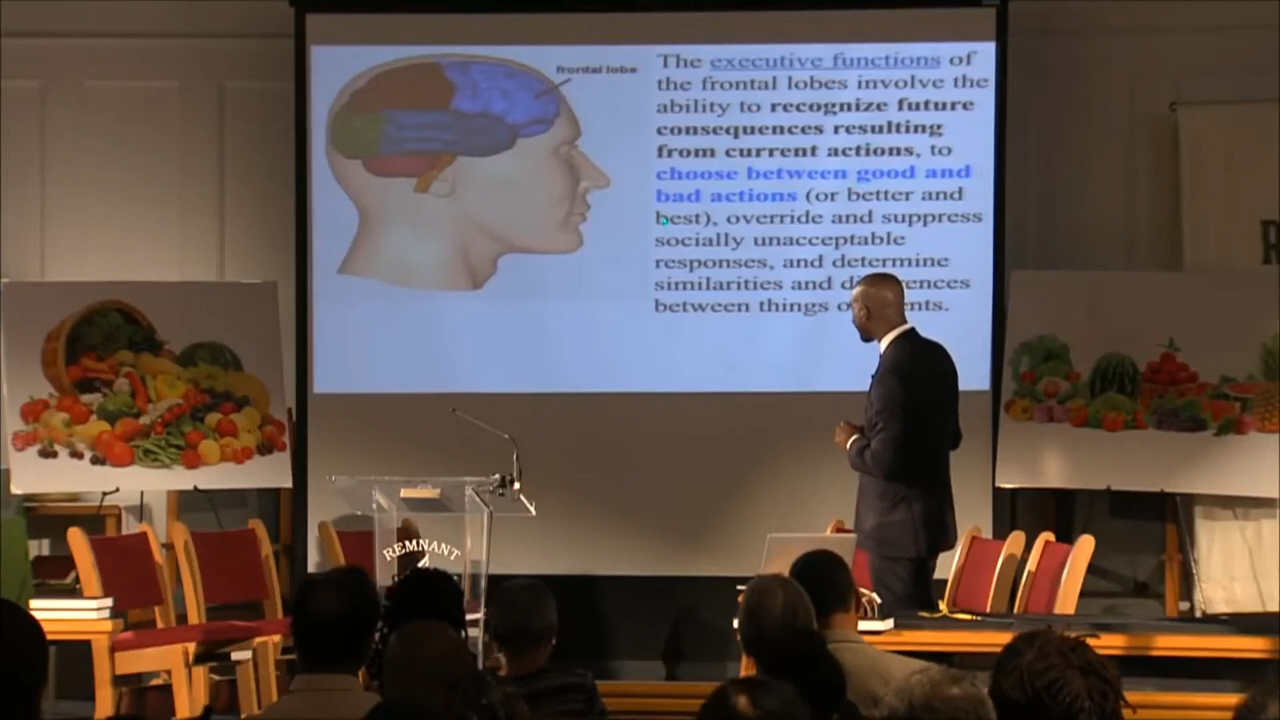 frontal lobe
The executive functions of
the frontal lobes involve the
ability to recognize future
consequences resulting
from current actions, to
choose between good and
bad actions (or better and
best), override and suppress
socially unacceptable
responses, and determine
similarities and
between things
REMNANT